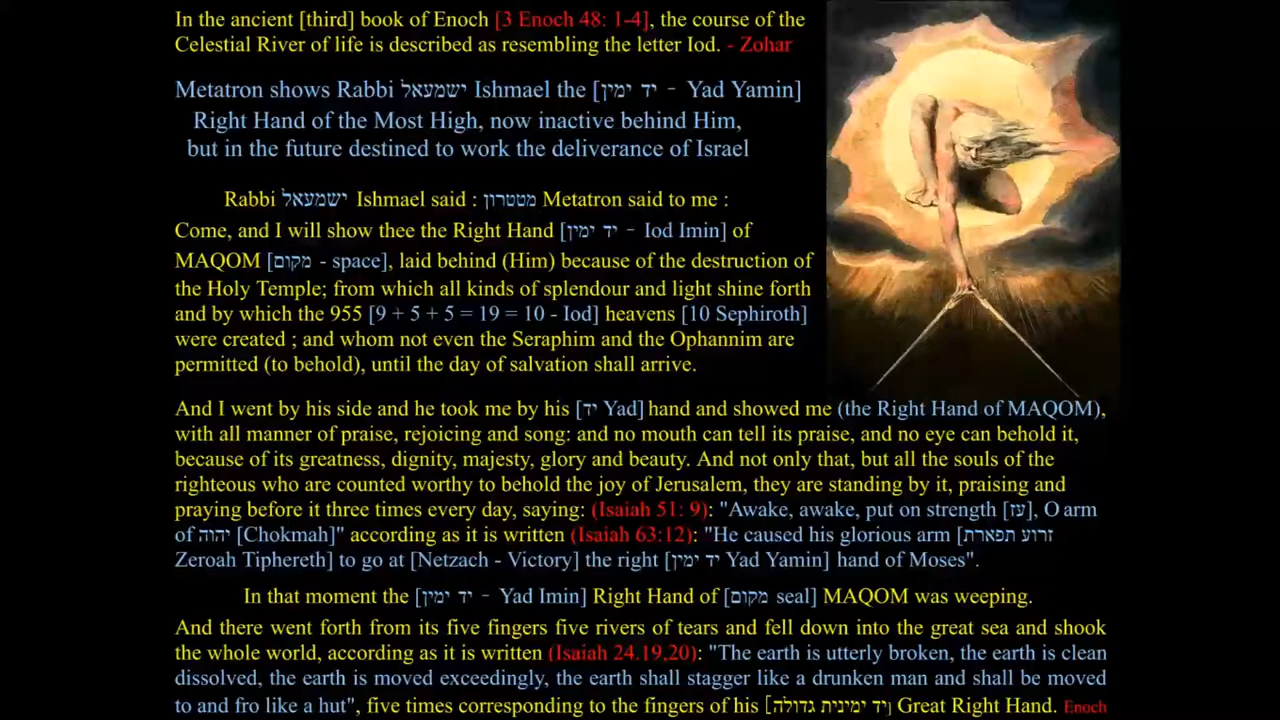 In the ancient [third] book of Enoch [3 Enoch 48: 1-4], the course of the
Celestial River of life is described as resembling the letter Iod. - Zohar
Metatron shows Rabbi ישמעאל Ishmael the [יד ימין - Yad Yamin]
Right Hand of the Most High, now inactive behind Him,
but in the future destined to work the deliverance of Israel
Rabbi ישמעאל Ishmael said : מטטרון Metatron said to me :
Come, and I will show thee the Right Hand [יד ימין - Iod Imin] of
MAQOM [מקום - space], laid behind (Him) because of the destruction of
the Holy Temple; from which all kinds of splendour and light shine forth
and by which the 955 [9 + 5 + 5 = 19 = 10 - Iod] heavens [10 Sephiroth]
were created ; and whom not even the Seraphim and the Ophannim are
permitted (to behold), until the day of salvation shall arrive.
And I went by his side and he took me by his [יד Yad] hand and showed me (the Right Hand of MAQOM),
with all manner of praise, rejoicing and song: and no mouth can tell its praise, and no eye can behold it,
because of its greatness, dignity, majesty, glory and beauty. And not only that, but all the souls of the
righteous who are counted worthy to behold the joy of Jerusalem, they are standing by it, praising and
praying before it three times every day, saying: (Isaiah 51: 9): "Awake, awake, put on strength [עז], O arm
of יהוה [Chokmah]" according as it is written (Isaiah 63:12): "He caused his glorious arm [זרוע תפארת
Zeroah Tiphereth] to go at [Netzach - Victory] the right [יד ימין Yad Yamin] hand of Moses".
In that moment the [יד ימין - Yad Imin] Right Hand of [מקום seal] MAQOM was weeping.
And there went forth from its five fingers five rivers of tears and fell down into the great sea and shook
the whole world, according as it is written (Isaiah 24.19,20): "The earth is utterly broken, the earth is clean
dissolved, the earth is moved exceedingly, the earth shall stagger like a drunken man and shall be moved
to and fro like a hut", five times corresponding to the fingers of his [יד ימינית גדולה] Great Right Hand. Enoch